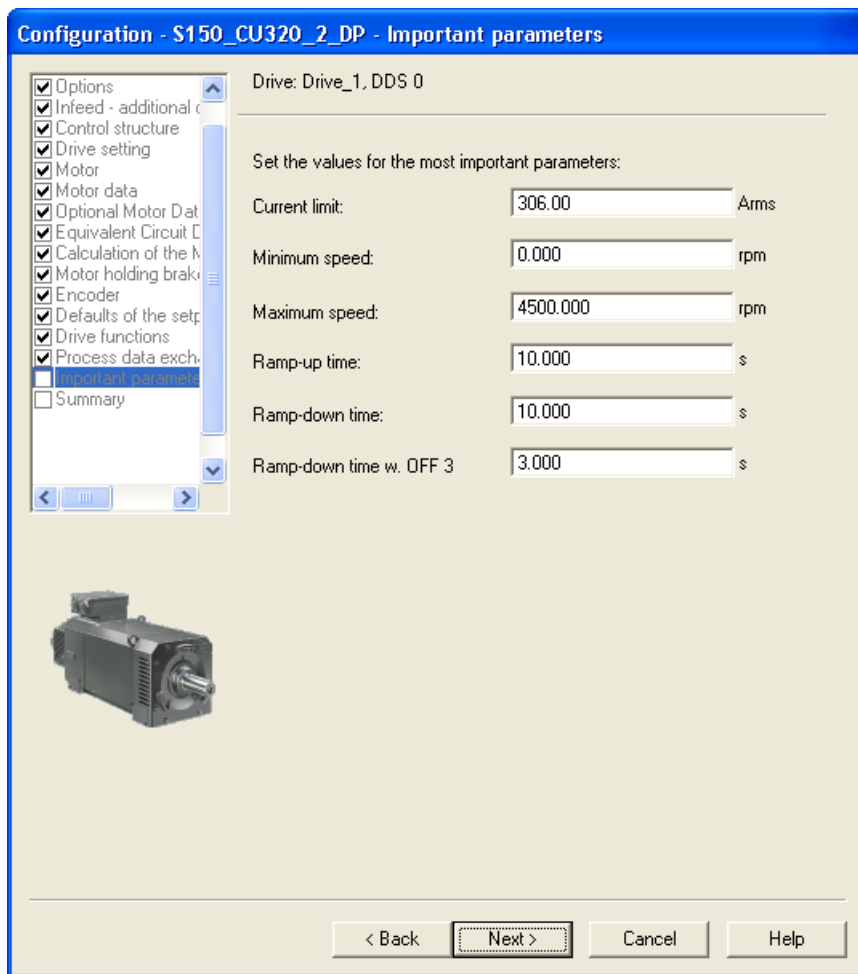 Configuration - S150_CU320_2_DP - Important parameters
Options
Infeed - additional
Control structure
Drive setting
Motor
Motor data
Optional Motor Dat
Equivalent Circuit
Calculation of the
Motor holding brak
Encoder
Defaults of the setp
Drive functions
Process data exch
Important paramete
Summary
Drive: Drive_1, DDS 0
Set the values for the most important parameters:
Current limit: 306.00 Arms
Minimum speed: 0.000 rpm
Maximum speed: 4500.000 rpm
Ramp-up time: 10.000 s
Ramp-down time: 10.000 s
Ramp-down time w. OFF 3 3.000 s
< Back Next > Cancel Help